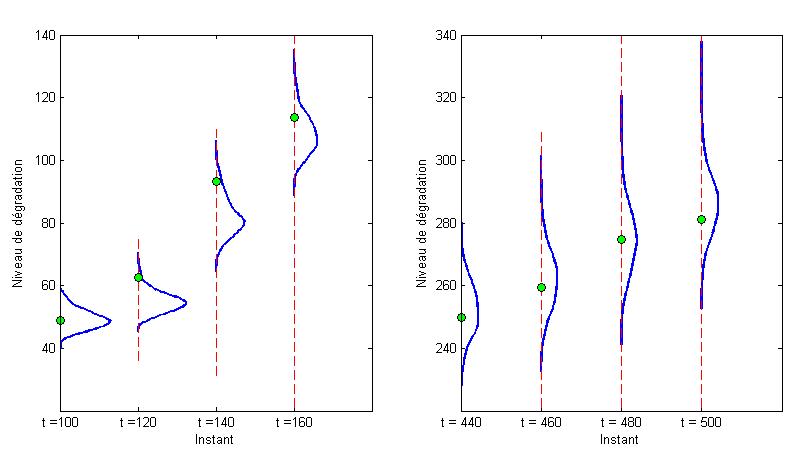 Niveau de dégradation
140
120
100
80
60
40
t =100
t =120
t =140
t =160
Instant
Niveau de dégradation
340
320
300
280
260
240
t = 440
t = 460
t = 480
t = 500
Instant